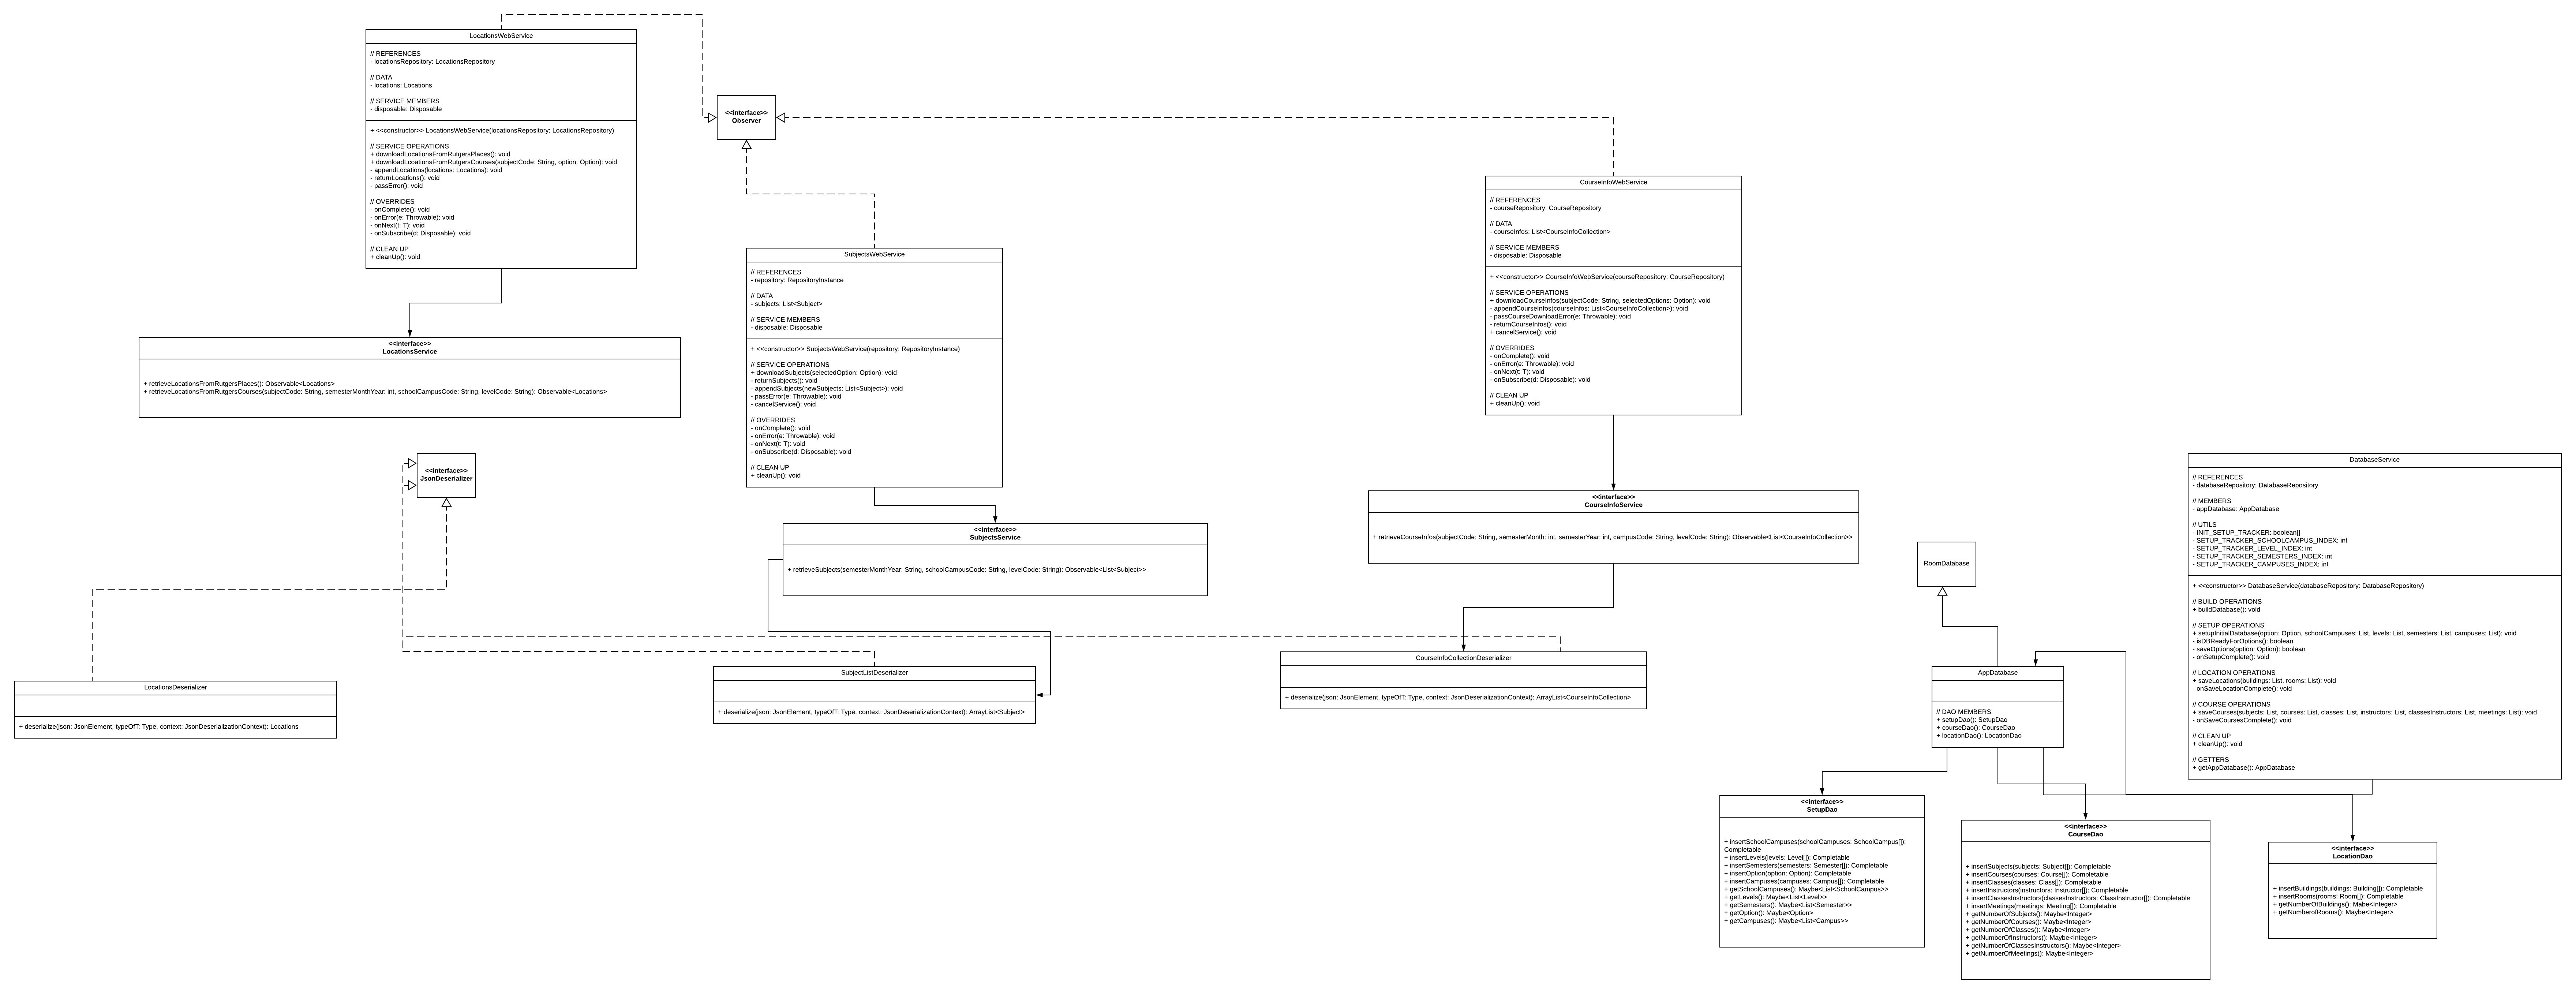 LocationsWebService
// REFERENCES
- locationsRepository: LocationsRepository
// DATA
- locations: Locations
// SERVICE MEMBERS
- disposable: Disposable
+ <<constructor>> LocationsWebService(locationsRepository: LocationsRepository)
// SERVICE OPERATIONS
+ downloadLocationsFromRutgersPlaces(): void
+ downloadLcoationsFromRutgersCourses(subjectCode: String, option: Option): void
- appendLocations(locations: Locations): void
- returnLocations(): void
- passError(): void
// OVERRIDES
- onComplete(): void
- onError(e: Throwable): void
- onNext(t: T): void
- onSubscribe(d: Disposable): void
// CLEAN UP
+ cleanUp(): void
<<interface>>
Observer
CourseInfoWebService
// REFERENCES
- courseRepository: CourseRepository
// DATA
- courseInfos: List<CourseInfoCollection>
// SERVICE MEMBERS
- disposable: Disposable
+ <<constructor>> CourseInfoWebService(courseRepository: CourseRepository)
// SERVICE OPERATIONS
+ downloadCourseInfos(subjectCode: String, selectedOptions: Option): void
- appendCourseInfos(courseInfos: List<CourseInfoCollection>): void
- passCourseDownloadError(e: Throwable): void
- returnCourseInfos(): void
+ cancelService(): void
// OVERRIDES
- onComplete(): void
- onError(e: Throwable): void
- onNext(t: T): void
- onSubscribe(d: Disposable): void
// CLEAN UP
+ cleanUp(): void
SubjectsWebService
// REFERENCES
- repository: RepositoryInstance
// DATA
- subjects: List<Subject>
// SERVICE MEMBERS
- disposable: Disposable
+ <<constructor>> SubjectsWebService(repository: RepositoryInstance)
// SERVICE OPERATIONS
+ downloadSubjects(selectedOption: Option): void
- returnSubjects(): void
- appendSubjects(newSubjects: List<Subject>): void
- passError(e: Throwable): void
- cancelService(): void
// OVERRIDES
- onComplete(): void
- onError(e: Throwable): void
- onNext(t: T): void
- onSubscribe(d: Disposable): void
// CLEAN UP
+ cleanUp(): void
<<interface>>
LocationsService
+ retrieveLocationsFromRutgersPlaces(): Observable<Locations>
+ retrieveLocationsFromRutgersCourses(subjectCode: String, semesterMonthYear: int, schoolCampusCode: String, levelCode: String): Observable<Locations>
<<interface>>
JsonDeserializer
<<interface>>
SubjectsService
+ retrieveSubjects(semesterMonthYear: String, schoolCampusCode: String, levelCode: String): Observable<List<Subject>>
<<interface>>
CourseInfoService
+ retrieveCourseInfos(subjectCode: String, semesterMonth: int, semesterYear: int, campusCode: String, levelCode: String): Observable<List<CourseInfoCollection>>
DatabaseService
// REFERENCES
- databaseRepository: DatabaseRepository
// MEMBERS
- appDatabase: AppDatabase
// UTILS
- INIT_SETUP_TRACKER: boolean[]
- SETUP_TRACKER_SCHOOLCAMPUS_INDEX: int
- SETUP_TRACKER_LEVEL_INDEX: int
- SETUP_TRACKER_SEMESTERS_INDEX: int
- SETUP_TRACKER_CAMPUSES_INDEX: int
+ <<constructor>> DatabaseService(databaseRepository: DatabaseRepository)
// BUILD OPERATIONS
+ buildDatabase(): void
// SETUP OPERATIONS
+ setupInitialDatabase(option: Option, schoolCampuses: List, levels: List, semesters: List, campuses: List): void
- isDBReadyForOptions(): boolean
- saveOptions(option: Option): boolean
- onSetupComplete(): void
// LOCATION OPERATIONS
+ saveLocations(buildings: List, rooms: List): void
- onSaveLocationComplete(): void
// COURSE OPERATIONS
+ saveCourses(subjects: List, courses: List, classes: List, instructors: List, classesInstructors: List, meetings: List): void
- onSaveCoursesComplete(): void
// CLEAN UP
+ cleanUp(): void
// GETTERS
+ getAppDatabase(): AppDatabase
RoomDatabase
LocationsDeserializer
+ deserialize(json: JsonElement, typeOfT: Type, context: JsonDeserializationContext): Locations
SubjectListDeserializer
+ deserialize(json: JsonElement, typeOfT: Type, context: JsonDeserializationContext): ArrayList<Subject>
CourseInfoCollectionDeserializer
+ deserialize(json: JsonElement, typeOfT: Type, context: JsonDeserializationContext): ArrayList<CourseInfoCollection>
AppDatabase
// DAO MEMBERS
+ setupDao(): SetupDao
+ courseDao(): CourseDao
+ locationDao(): LocationDao
<<interface>>
SetupDao
+ insertSchoolCampuses(schoolCampuses: SchoolCampus[]):
Completable
+ insertLevels(levels: Level[]): Completable
+ insertSemesters(semesters: Semester[]): Completable
+ insertOption(option: Option): Completable
+ insertCampuses(campuses: Campus[]): Completable
+ getSchoolCampuses(): Maybe<List<SchoolCampus>>
+ getLevels(): Maybe<List<Level>>
+ getSemesters(): Maybe<List<Semester>>
+ getOption(): Maybe<Option>
+ getCampuses(): Maybe<List<Campus>>
<<interface>>
CourseDao
+ insertSubjects(subjects: Subject[]): Completable
+ insertCourses(courses: Course[]): Completable
+ insertClasses(classes: Class[]): Completable
+ insertInstructors(instructors: Instructor[]): Completable
+ insertClassesInstructors(classesInstructors: ClassInstructor[]): Completable
+ insertMeetings(meetings: Meeting[]): Completable
+ getNumberOfSubjects(): Maybe<Integer>
+ getNumberOfCourses(): Maybe<Integer>
+ getNumberOfClasses(): Maybe<Integer>
+ getNumberOfInstructors(): Maybe<Integer>
+ getNumberOfClassesInstructors(): Maybe<Integer>
+ getNumberOfMeetings(): Maybe<Integer>
<<interface>>
LocationDao
+ insertBuildings(buildings: Building[]): Completable
+ insertRooms(rooms: Room[]): Completable
+ getNumberOfBuildings(): Mabe<Integer>
+ getNumberofRooms(): Maybe<Integer>